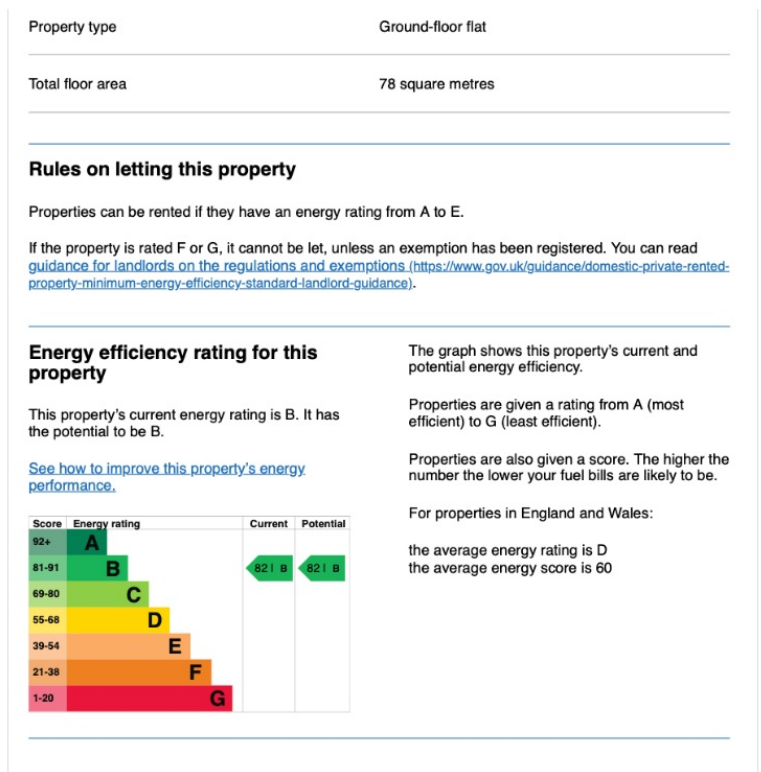 Property type Ground-floor flat
Total floor area 78 square metres
Rules on letting this property
Properties can be rented if they have an energy rating from A to E.
If the property is rated F or G, it cannot be let, unless an exemption has been registered. You can read
guidance for landlords on the regulations and exemptions (https://www.gov.uk/guidance/domestic-private-rented-
property-minimum-energy-efficiency-standard-landlord-guidance).
Energy efficiency rating for this
property
This property's current energy rating is B. It has
the potential to be B.
See how to improve this property's energy
performance.
Score Energy rating Current Potential
92+ A
81-91 B 82 | B 82 | B
69-80 C
55-68 D
39-54 E
21-38 F
1-20 G
The graph shows this property's current and
potential energy efficiency.
Properties are given a rating from A (most
efficient) to G (least efficient).
Properties are also given a score. The higher the
number the lower your fuel bills are likely to be.
For properties in England and Wales:
the average energy rating is D
the average energy score is 60